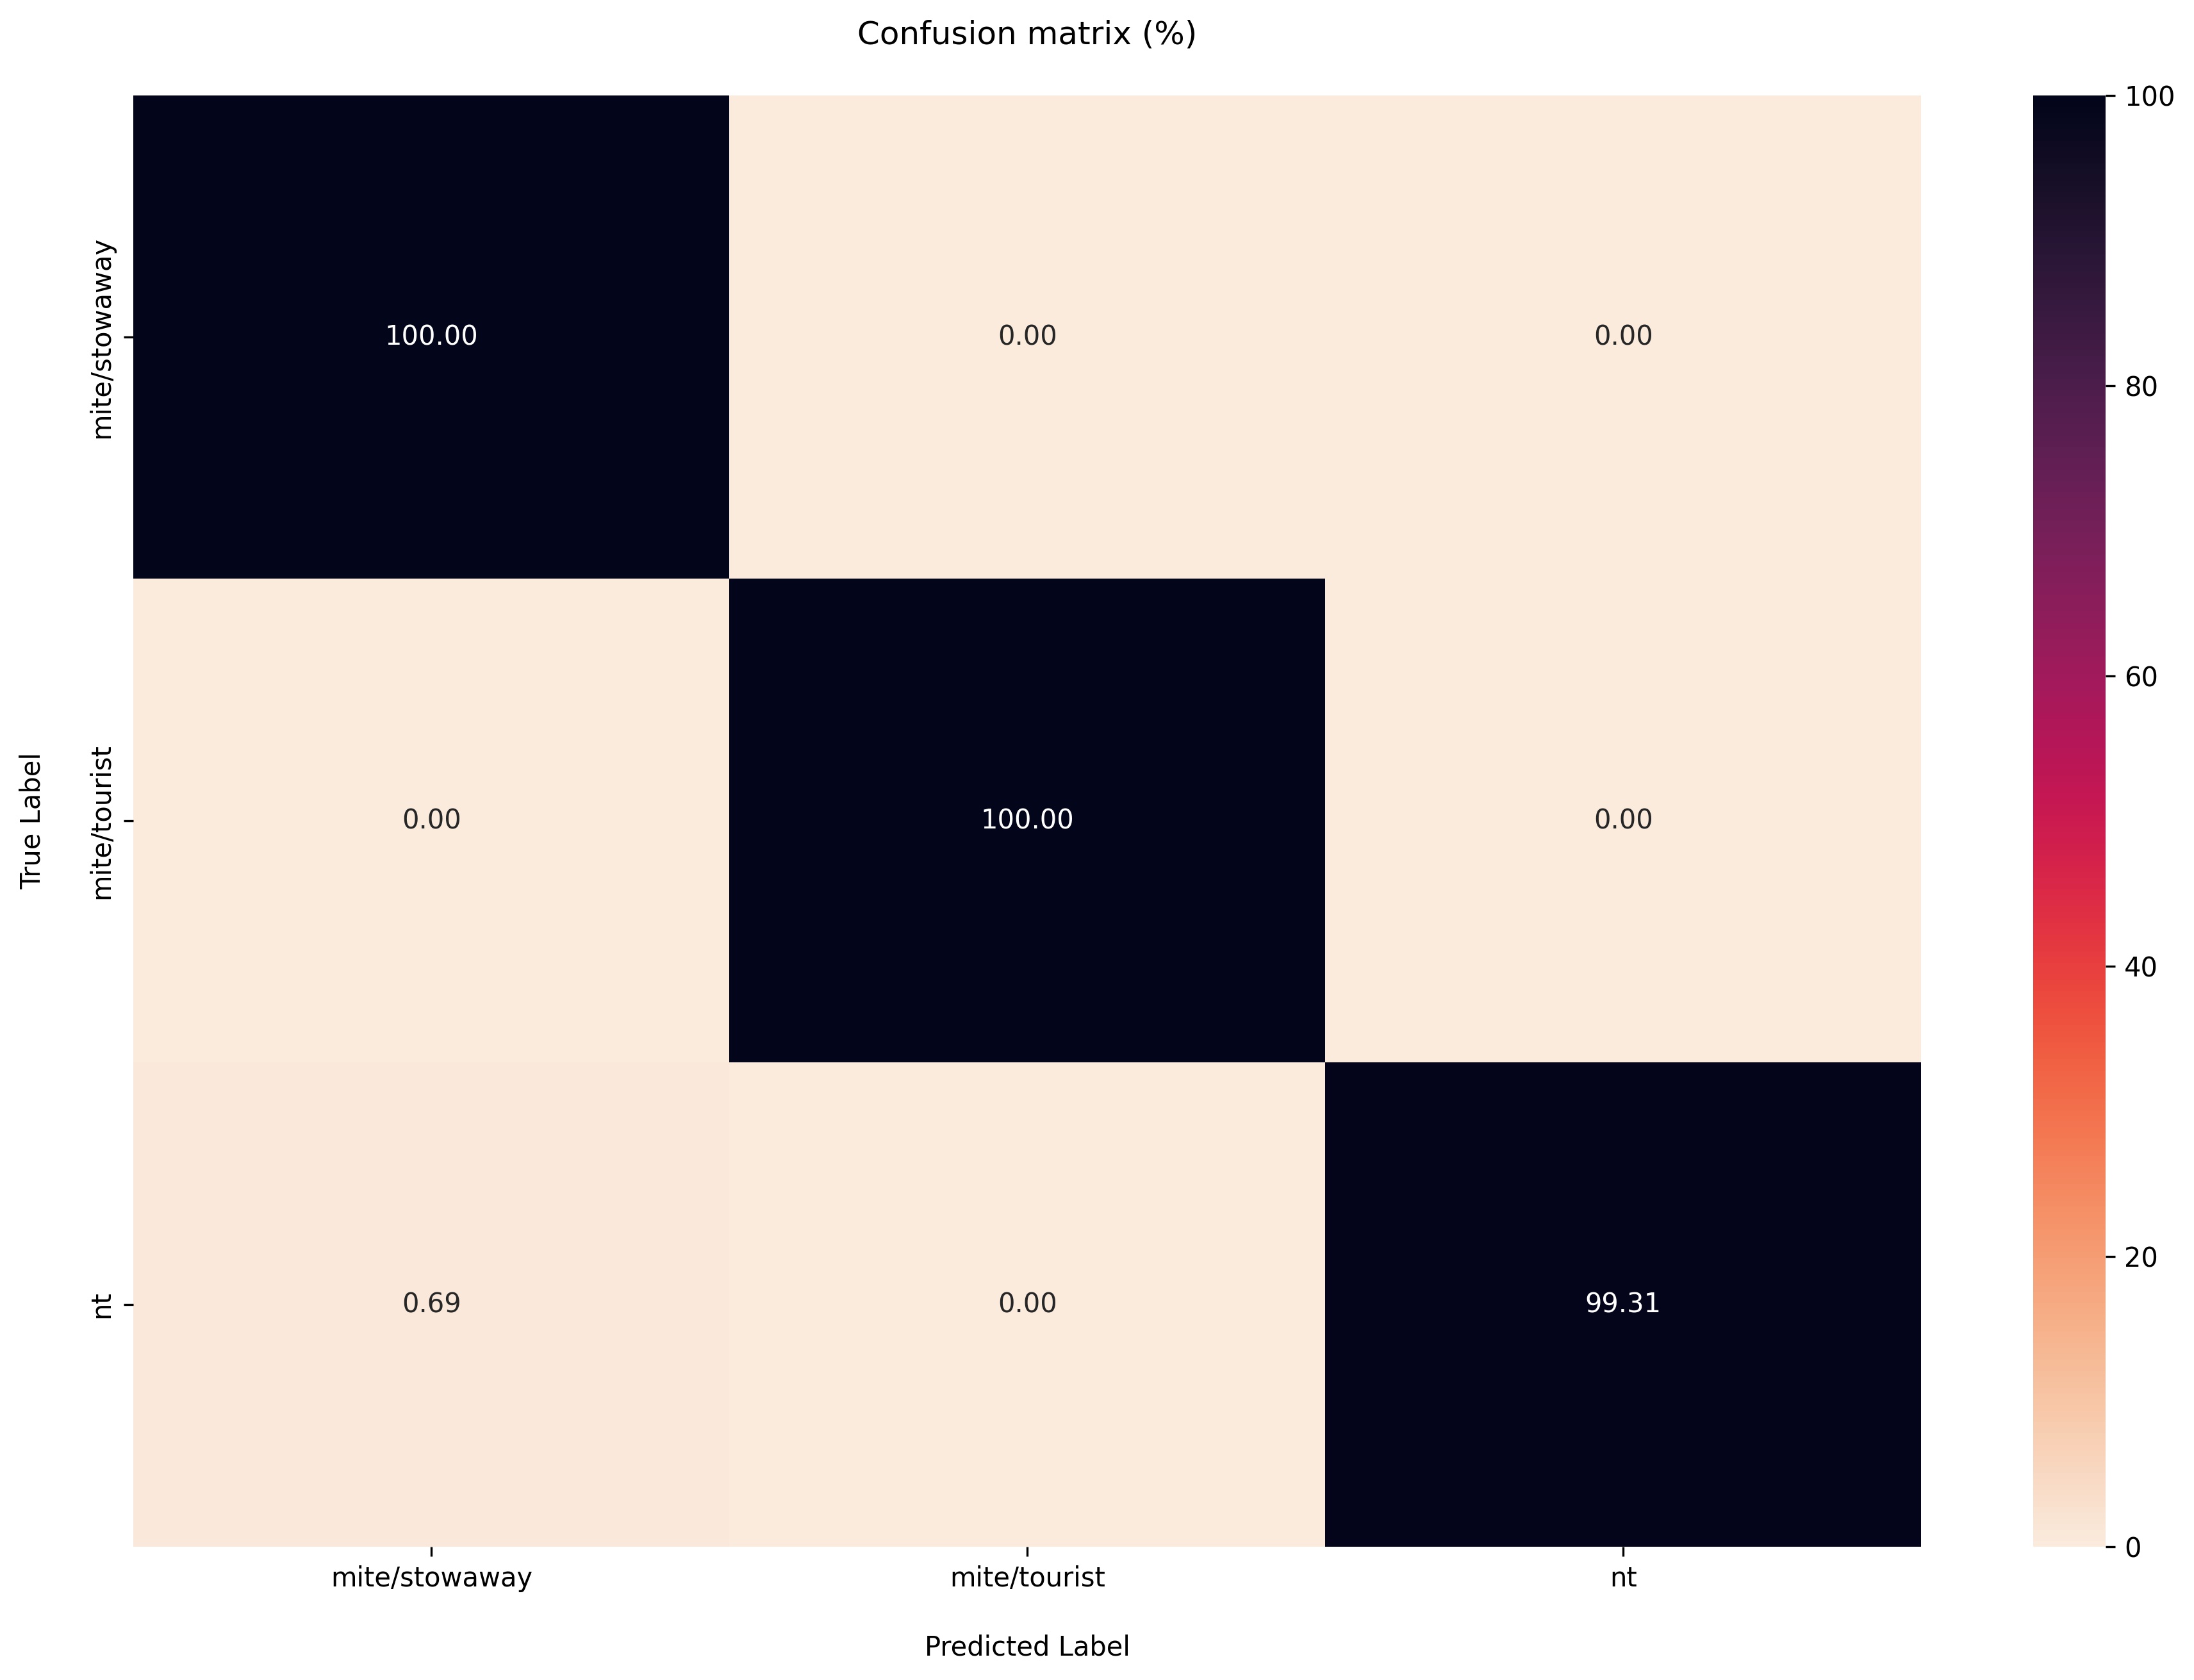 Confusion matrix (%)
True Label
mite/stowaway
100.00 0.00 0.00
mite/tourist
0.00 100.00 0.00
nt
0.69 0.00 99.31
mite/stowaway mite/tourist nt
Predicted Label
100
80
60
40
20
0